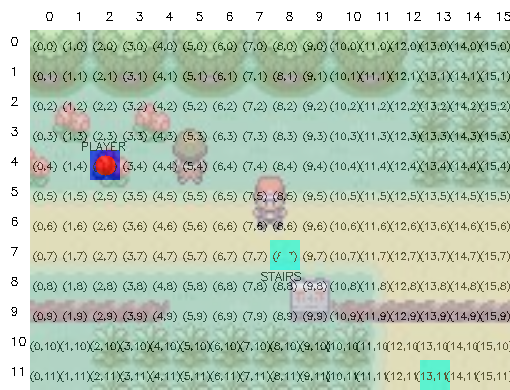 0 1 2 3 4 5 6 7 8 9 10 11 12 13 14 15
0 (0,0) (1,0) (2,0) (3,0) (4,0) (5,0) (6,0) (7,0) (8,0) (9,0) (10,0) (11,0) (12,0) (13,0) (14,0) (15,0)
1 (0,1) (1,1) (2,1) (3,1) (4,1) (5,1) (6,1) (7,1) (8,1) (9,1) (10,1) (11,1) (12,1) (13,1) (14,1) (15,1)
2 (0,2) (1,2) (2,2) (3,2) (4,2) (5,2) (6,2) (7,2) (8,2) (9,2) (10,2) (11,2) (12,2) (13,2) (14,2) (15,2)
3 (0,3) (1,3) (2,3) (3,3) (4,3) (5,3) (6,3) (7,3) (8,3) (9,3) (10,3) (11,3) (12,3) (13,3) (14,3) (15,3)
PLAYER
4 (0,4) (1,4) (3,4) (4,4) (5,4) (6,4) (7,4) (8,4) (9,4) (10,4) (11,4) (12,4) (13,4) (14,4) (15,4)
5 (0,5) (1,5) (2,5) (3,5) (4,5) (5,5) (6,5) (7,5) (8,5) (9,5) (10,5) (11,5) (12,5) (13,5) (14,5) (15,5)
6 (0,6) (1,6) (2,6) (3,6) (4,6) (5,6) (6,6) (7,6) (8,6) (9,6) (10,6) (11,6) (12,6) (13,6) (14,6) (15,6)
7 (0,7) (1,7) (2,7) (3,7) (4,7) (5,7) (6,7) (7,7) (9,7) (10,7) (11,7) (12,7) (13,7) (14,7) (15,7)
STAIRS
8 (0,8) (1,8) (2,8) (3,8) (4,8) (5,8) (6,8) (7,8) (8,8) (9,8) (10,8) (11,8) (12,8) (13,8) (14,8) (15,8)
9 (0,9) (1,9) (2,9) (3,9) (4,9) (5,9) (6,9) (7,9) (8,9) (9,9) (10,9) (11,9) (12,9) (13,9) (14,9) (15,9)
10 (0,10) (1,10) (2,10) (3,10) (4,10) (5,10) (6,10) (7,10) (8,10) (9,10) (10,10) (11,10) (12,10) (13,10) (14,10) (15,10)
11 (0,11) (1,11) (2,11) (3,11) (4,11) (5,11) (6,11) (7,11) (8,11) (9,11) (10,11) (11,11) (12,11) (13,11) (14,11) (15,11)